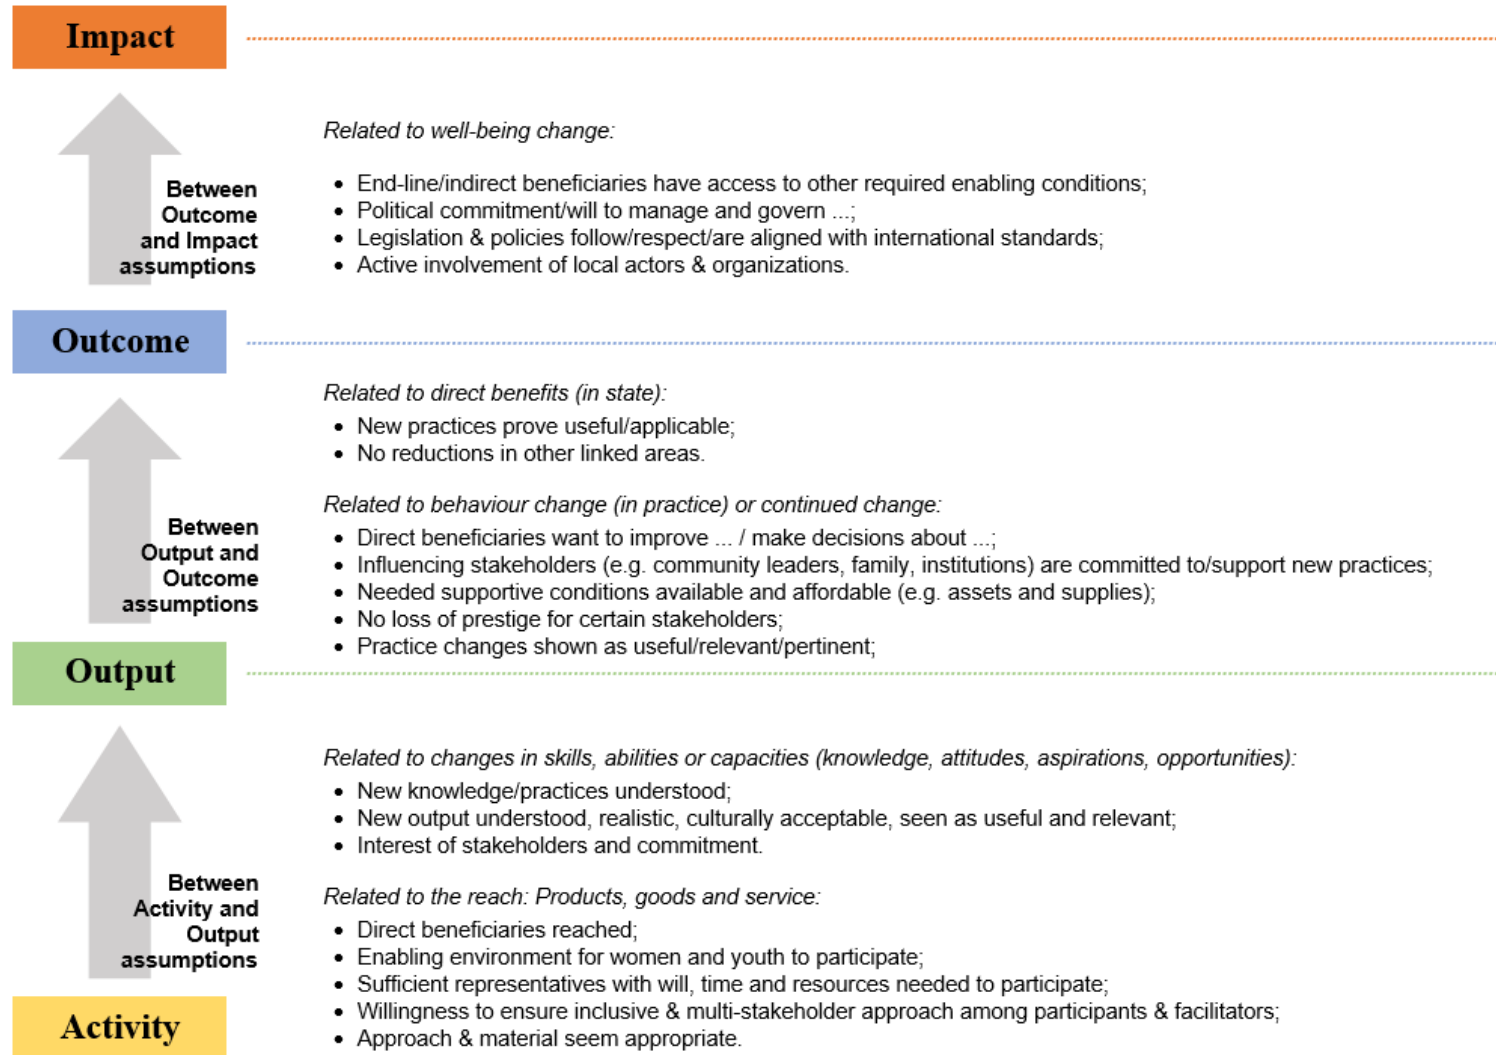 Impact
Related to well-being change:
Between
Outcome
and Impact
assumptions
• End-line/indirect beneficiaries have access to other required enabling conditions;
• Political commitment/will to manage and govern ...;
• Legislation & policies follow/respect/are aligned with international standards;
• Active involvement of local actors & organizations.
Outcome
Related to direct benefits (in state):
• New practices prove useful/applicable;
• No reductions in other linked areas.
Between
Output and
Outcome
assumptions
Related to behaviour change (in practice) or continued change:
• Direct beneficiaries want to improve ... / make decisions about ...;
• Influencing stakeholders (e.g. community leaders, family, institutions) are committed to/support new practices;
• Needed supportive conditions available and affordable (e.g. assets and supplies);
• No loss of prestige for certain stakeholders;
• Practice changes shown as useful/relevant/pertinent;
Output
Related to changes in skills, abilities or capacities (knowledge, attitudes, aspirations, opportunities):
• New knowledge/practices understood;
• New output understood, realistic, culturally acceptable, seen as useful and relevant;
• Interest of stakeholders and commitment.
Between
Activity and
Output
assumptions
Related to the reach: Products, goods and service:
• Direct beneficiaries reached;
• Enabling environment for women and youth to participate;
• Sufficient representatives with will, time and resources needed to participate;
• Willingness to ensure inclusive & multi-stakeholder approach among participants & facilitators;
• Approach & material seem appropriate.
Activity